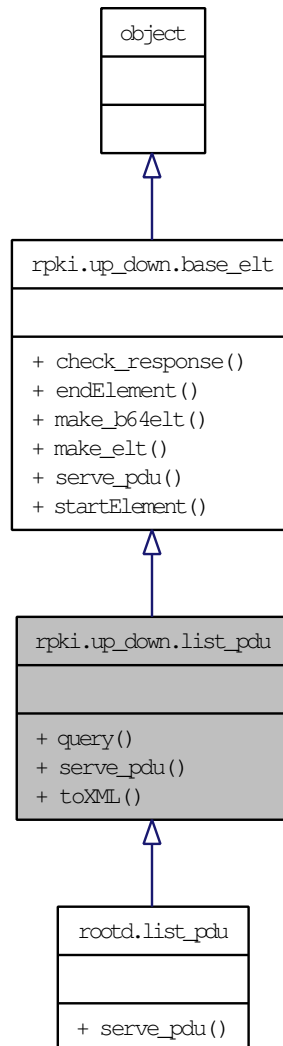 object
rpki.up_down.base_elt
+ check_response()
+ endElement()
+ make_b64elt()
+ make_elt()
+ serve_pdu()
+ startElement()
rpki.up_down.list_pdu
+ query()
+ serve_pdu()
+ toXML()
rootd.list_pdu
+ serve_pdu()